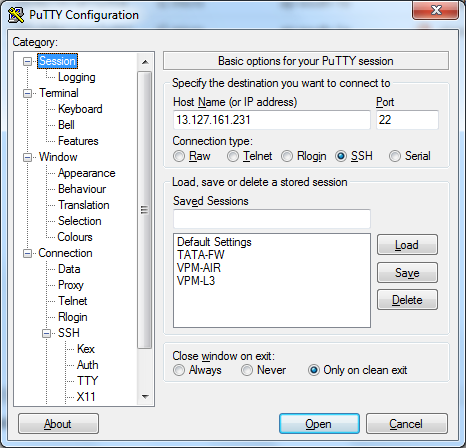 PuTTY Configuration
Category:
Session
Logging
Terminal
Keyboard
Bell
Features
Window
Appearance
Behaviour
Translation
Selection
Colours
Connection
Data
Proxy
Telnet
Rlogin
SSH
Kex
Auth
TTY
X11
Basic options for your PuTTY session
Specify the destination you want to connect to
Host Name (or IP address) Port
13.127.161.231 22
Connection type:
Raw Telnet Rlogin SSH Serial
Load, save or delete a stored session
Saved Sessions
Default Settings
TATA-FW
VPM-AIR
VPM-L3
Load
Save
Delete
Close window on exit:
Always Never Only on clean exit
About Open Cancel